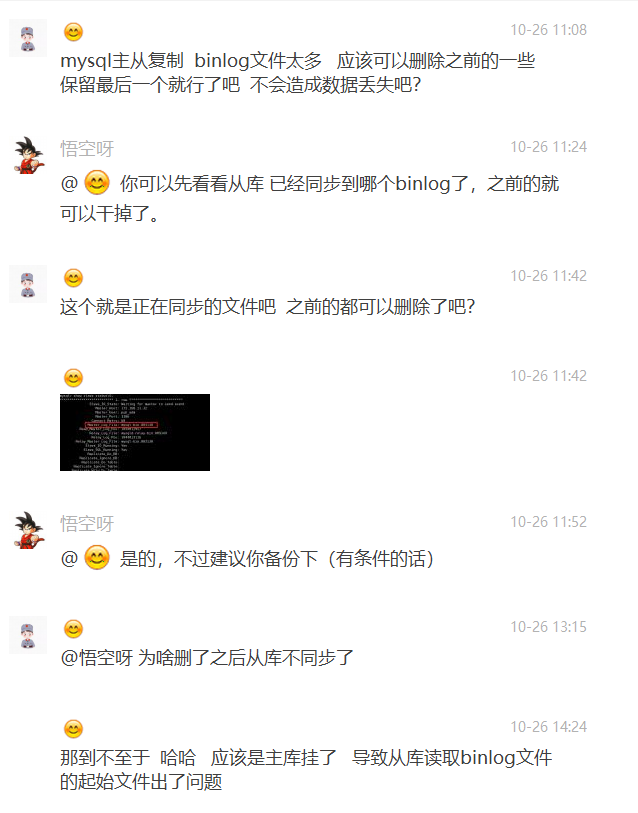 10-26 11:08
mysql主从复制 binlog文件太多 应该可以删除之前的一些
保留最后一个就行了吧 不会造成数据丢失吧?
悟空呀 10-26 11:24
@ 😊 你可以先看看从库 已经同步到哪个binlog了，之前的就
可以干掉了。
😊 10-26 11:42
这个就是正在同步的文件吧 之前的都可以删除了吧?
😊 10-26 11:42
悟空呀 10-26 11:52
@ 😊 是的，不过建议你备份下（有条件的话）
😊 10-26 13:15
@悟空呀 为啥删了之后从库不同步了
😊 10-26 14:24
那到不至于 哈哈 应该是主库挂了 导致从库读取binlog文件
的起始文件出了问题